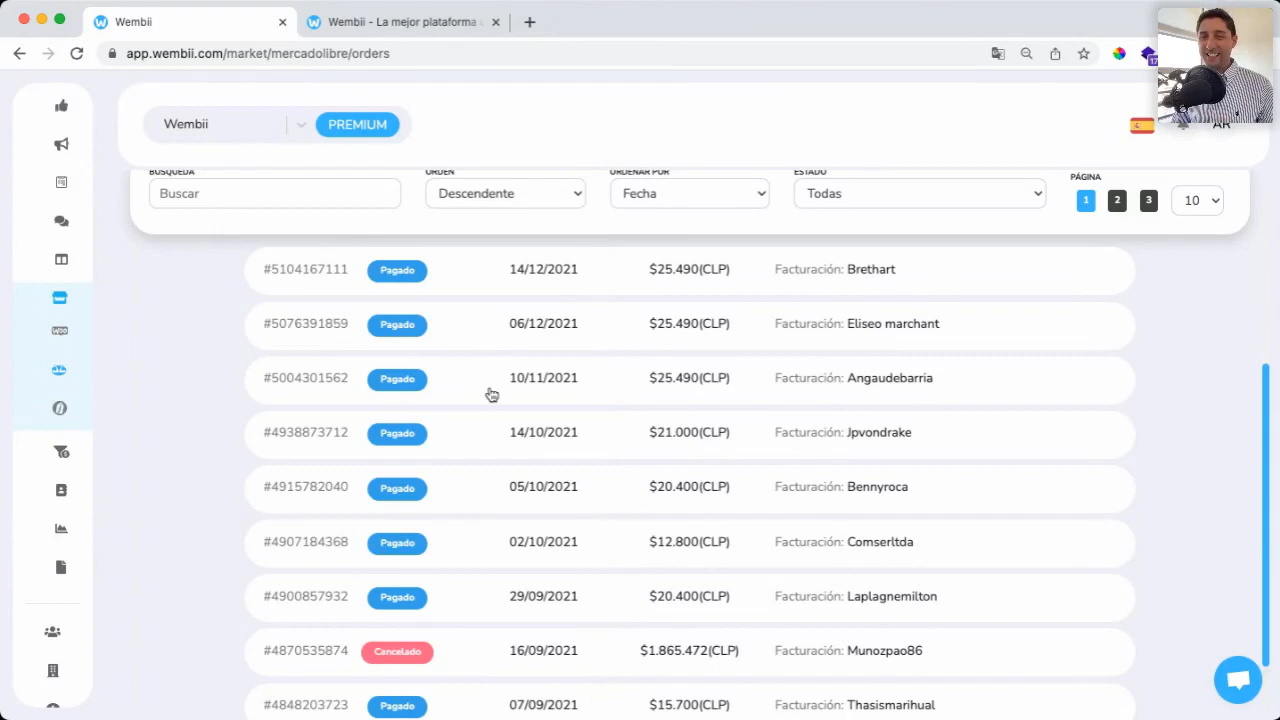 Wembii
Wembii - La mejor plataforma
app.wembii.com/market/mercadolibre/orders
17
Wembii
PREMIUM
AR
BÚSQUEDA
ORDEN
ORDENAR POR
ESTADO
PÁGINA
Buscar
Descendente
Fecha
Todas
1
2
3
10
#5104167111 Pagado 14/12/2021 $25.490(CLP) Facturación: Brethart
#5076391859 Pagado 06/12/2021 $25.490(CLP) Facturación: Eliseo marchant
#5004301562 Pagado 10/11/2021 $25.490(CLP) Facturación: Angaudebarria
#4938873712 Pagado 14/10/2021 $21.000(CLP) Facturación: Jpvondrake
#4915782040 Pagado 05/10/2021 $20.400(CLP) Facturación: Bennyroca
#4907184368 Pagado 02/10/2021 $12.800(CLP) Facturación: Comserltda
#4900857932 Pagado 29/09/2021 $20.400(CLP) Facturación: Laplagnemilton
#4870535874 Cancelado 16/09/2021 $1.865.472(CLP) Facturación: Munozpao86
#4848203723 Pagado 07/09/2021 $15.700(CLP) Facturación: Thasismarihual